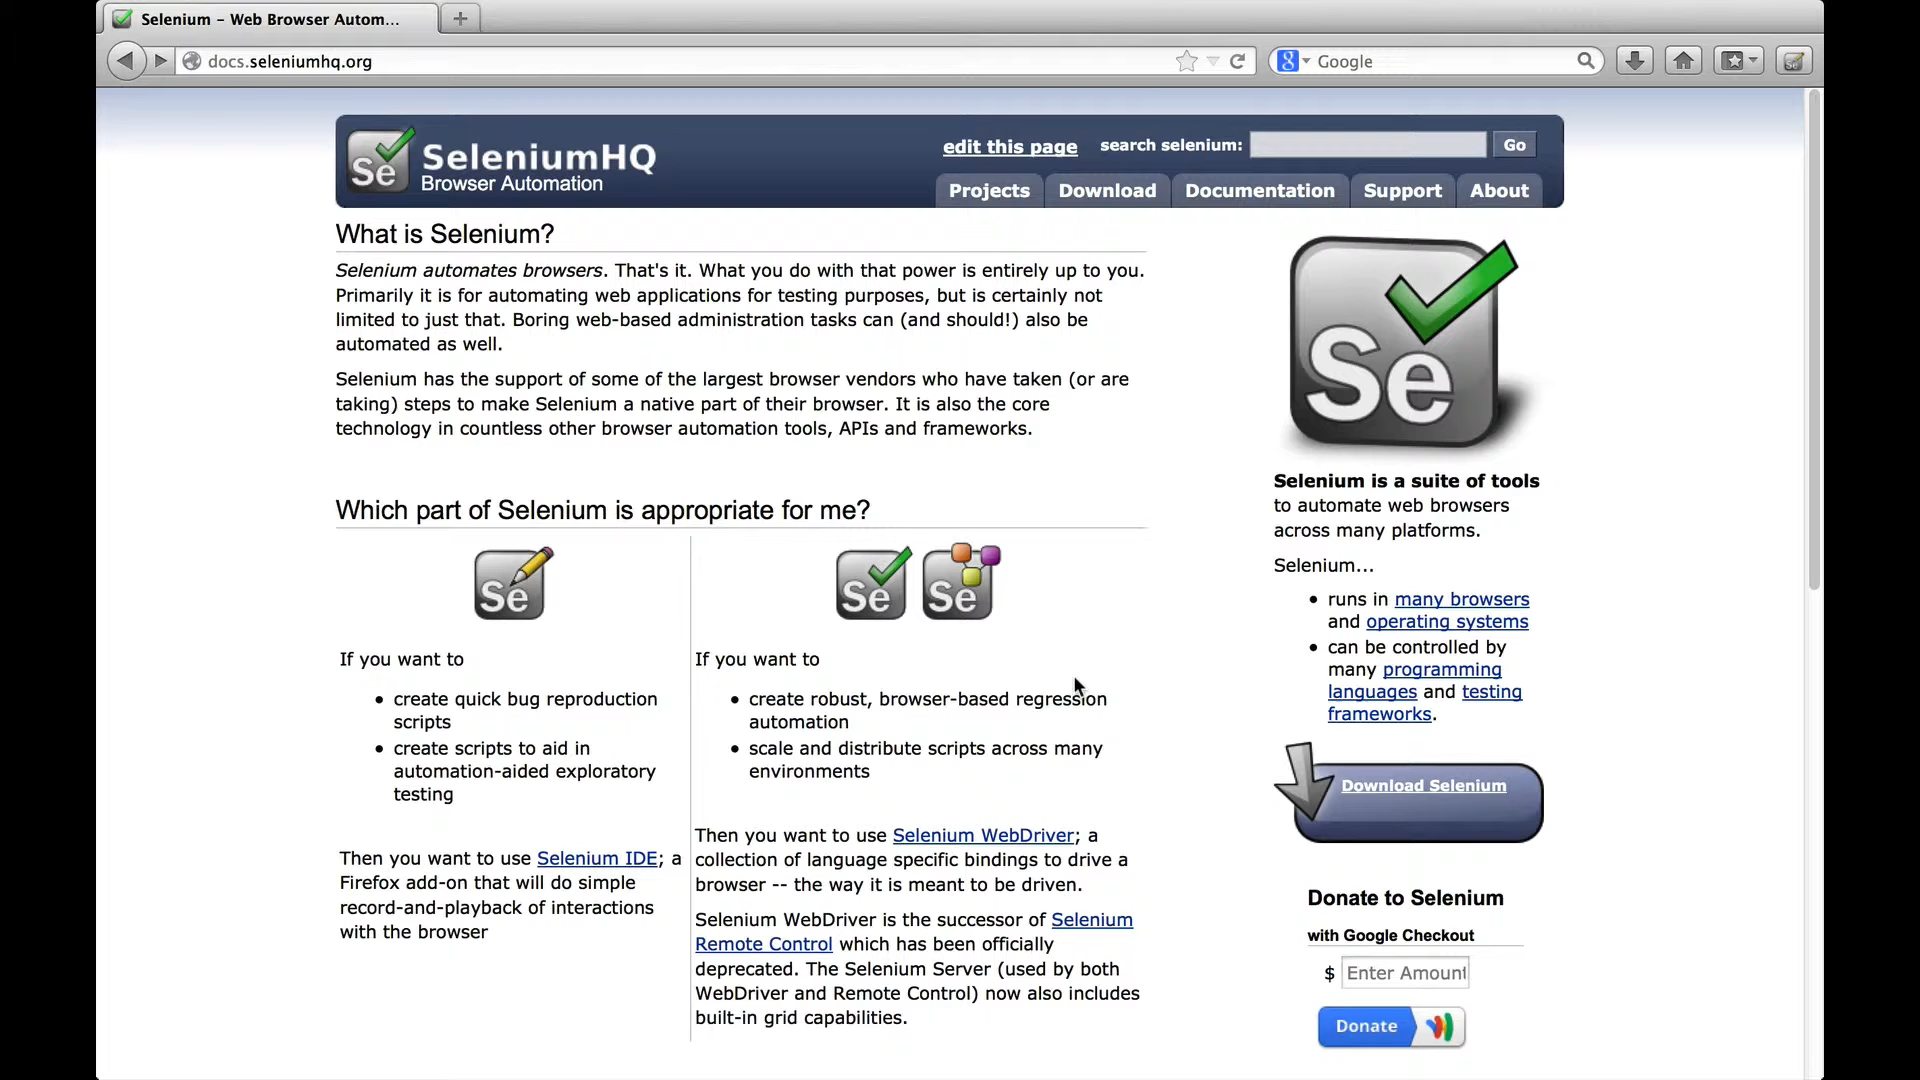 Selenium – Web Browser Autom...
docs.seleniumhq.org
Google
Se
SeleniumHQ
Browser Automation
edit this page
search selenium:
Go
Projects
Download
Documentation
Support
About
What is Selenium?
Selenium automates browsers. That's it. What you do with that power is entirely up to you.
Primarily it is for automating web applications for testing purposes, but is certainly not
limited to just that. Boring web-based administration tasks can (and should!) also be
automated as well.
Selenium has the support of some of the largest browser vendors who have taken (or are
taking) steps to make Selenium a native part of their browser. It is also the core
technology in countless other browser automation tools, APIs and frameworks.
Which part of Selenium is appropriate for me?
Se
If you want to
create quick bug reproduction
scripts
create scripts to aid in
automation-aided exploratory
testing
Then you want to use Selenium IDE; a
Firefox add-on that will do simple
record-and-playback of interactions
with the browser
Se
Se
If you want to
create robust, browser-based regression
automation
scale and distribute scripts across many
environments
Then you want to use Selenium WebDriver; a
collection of language specific bindings to drive a
browser -- the way it is meant to be driven.
Selenium WebDriver is the successor of Selenium
Remote Control which has been officially
deprecated. The Selenium Server (used by both
WebDriver and Remote Control) now also includes
built-in grid capabilities.
Se
Selenium is a suite of tools
to automate web browsers
across many platforms.
Selenium...
runs in many browsers
and operating systems
can be controlled by
many programming
languages and testing
frameworks.
Download Selenium
Donate to Selenium
with Google Checkout
$ Enter Amount
Donate